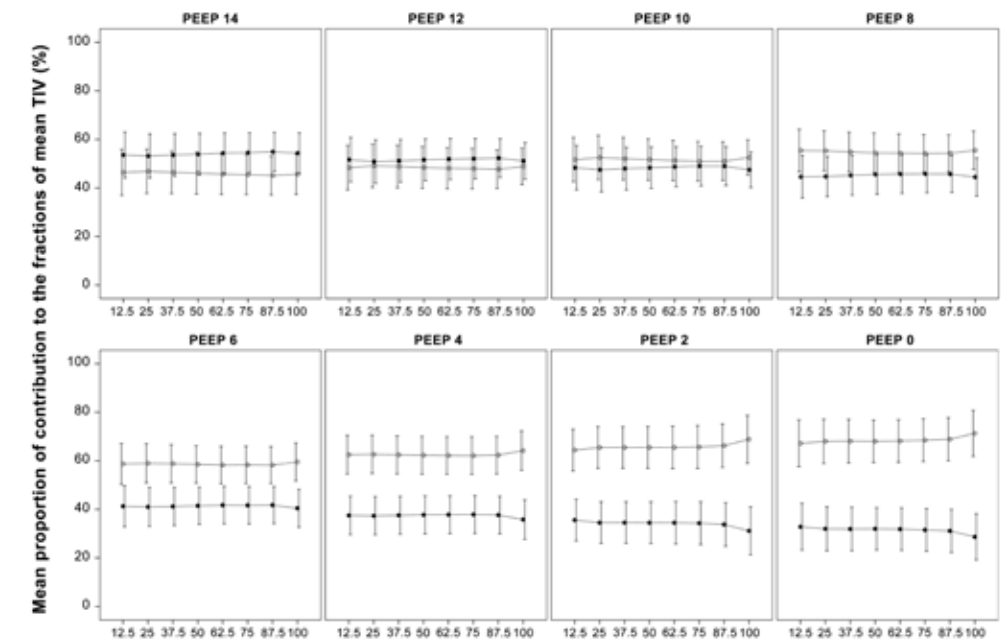 Mean proportion of contribution to the fractions of mean TIV (%)
PEEP 14 PEEP 12 PEEP 10 PEEP 8
100
80
60
40
20
0
12.5 25 37.5 50 62.5 75 87.5 100 12.5 25 37.5 50 62.5 75 87.5 100 12.5 25 37.5 50 62.5 75 87.5 100 12.5 25 37.5 50 62.5 75 87.5 100
PEEP 6 PEEP 4 PEEP 2 PEEP 0
100
80
60
40
20
0
12.5 25 37.5 50 62.5 75 87.5 100 12.5 25 37.5 50 62.5 75 87.5 100 12.5 25 37.5 50 62.5 75 87.5 100 12.5 25 37.5 50 62.5 75 87.5 100